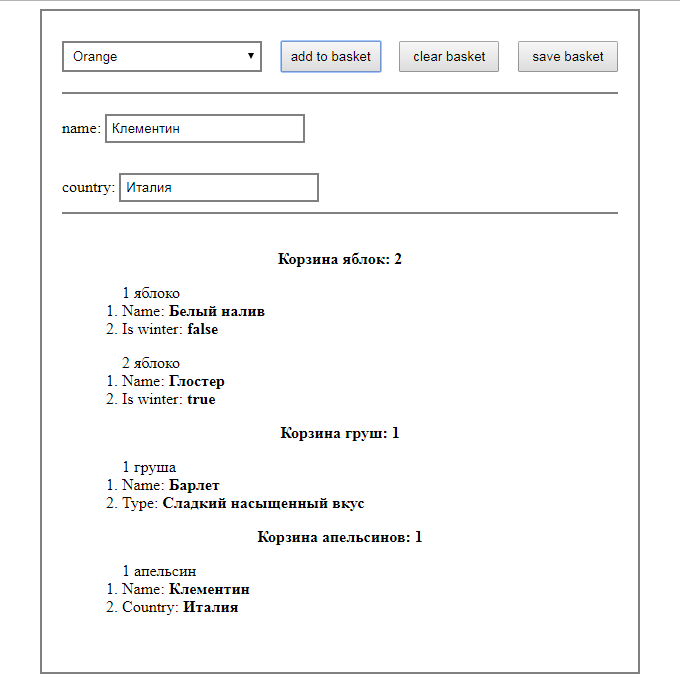 Orange add to basket clear basket save basket
name: Клементин
country: Италия
Корзина яблок: 2
1 яблоко
1. Name: Белый налив
2. Is winter: false
2 яблоко
1. Name: Глостер
2. Is winter: true
Корзина груш: 1
1 груша
1. Name: Барлет
2. Type: Сладкий насыщенный вкус
Корзина апельсинов: 1
1 апельсин
1. Name: Клементин
2. Country: Италия